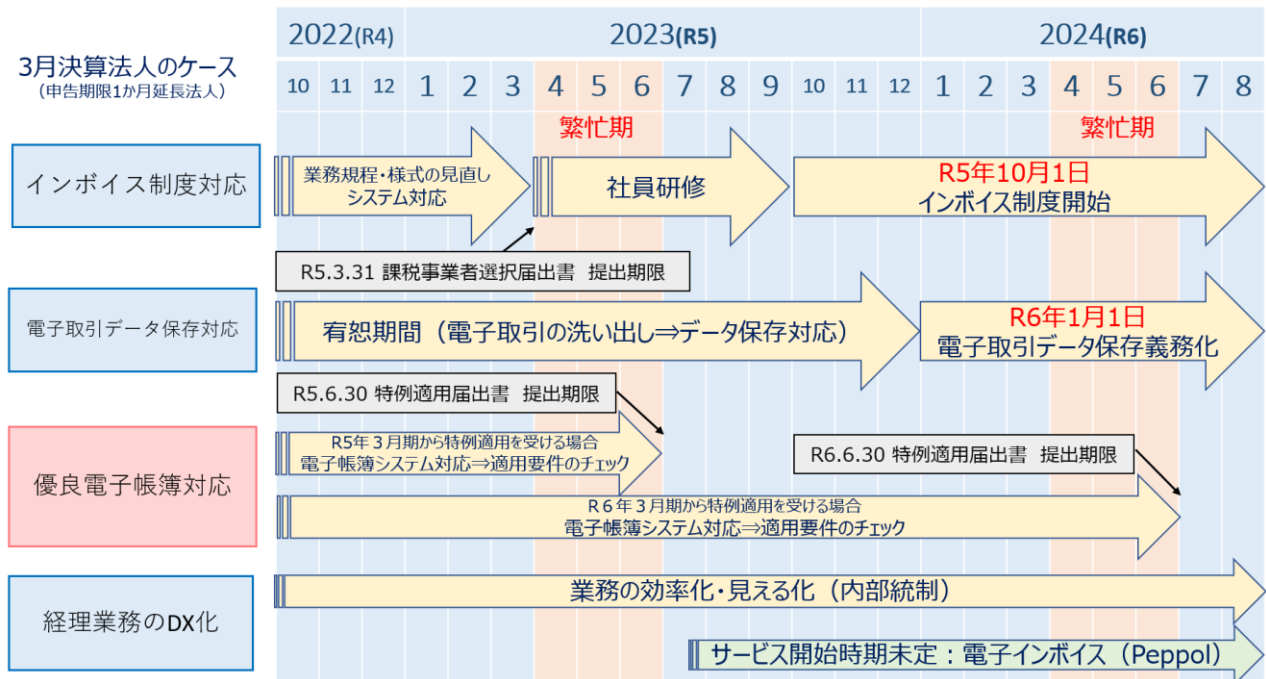 3月決算法人のケース
(申告期限1か月延長法人)
2022(R4) 2023(R5) 2024(R6)
10 11 12 1 2 3 4 5 6 7 8 9 10 11 12 1 2 3 4 5 6 7 8
繁忙期 繁忙期
インボイス制度対応
業務規程・様式の見直し
システム対応
社員研修
R5年10月1日
インボイス制度開始
R5.3.31 課税事業者選択届出書 提出期限
電子取引データ保存対応
宥恕期間（電子取引の洗い出し⇒データ保存対応）
R6年1月1日
電子取引データ保存義務化
R5.6.30 特例適用届出書 提出期限
優良電子帳簿対応
R5年３月期から特例適用を受ける場合
電子帳簿システム対応⇒適用要件のチェック
R6.6.30 特例適用届出書 提出期限
R６年３月期から特例適用を受ける場合
電子帳簿システム対応⇒適用要件のチェック
経理業務のDX化
業務の効率化・見える化（内部統制）
サービス開始時期未定：電子インボイス（Peppol）